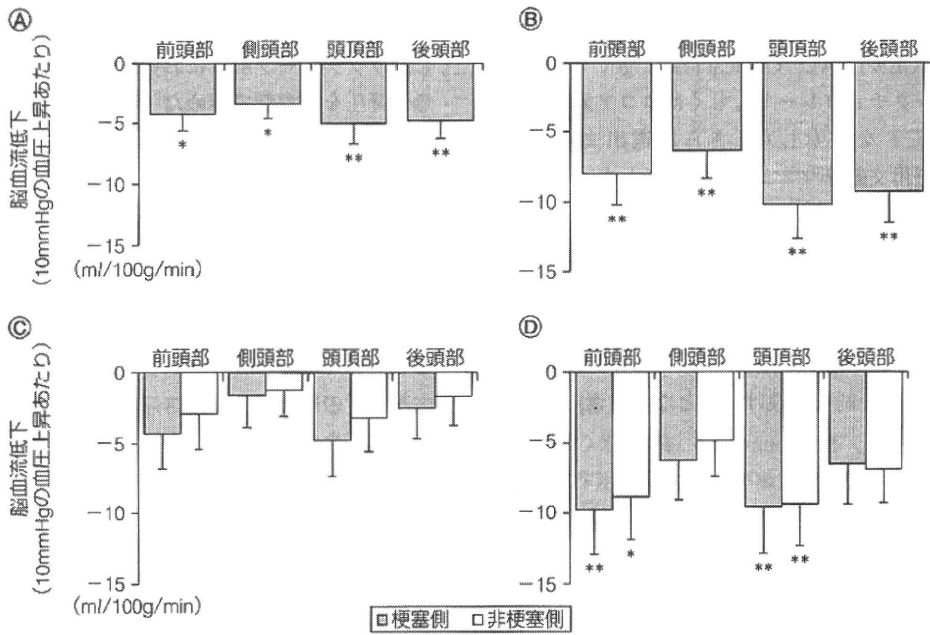 Ⓐ
前頭部 側頭部 頭頂部 後頭部
0
−5
−10
−15
* * ** **
脳血流低下
(10mmHgの血圧上昇あたり)
(ml/100g/min)
Ⓑ
前頭部 側頭部 頭頂部 後頭部
0
−5
−10
−15
** ** ** **
Ⓒ
前頭部 側頭部 頭頂部 後頭部
0
−5
−10
−15
脳血流低下
(10mmHgの血圧上昇あたり)
(ml/100g/min)
Ⓓ
前頭部 側頭部 頭頂部 後頭部
0
−5
−10
−15
** * ** **
梗塞側 非梗塞側